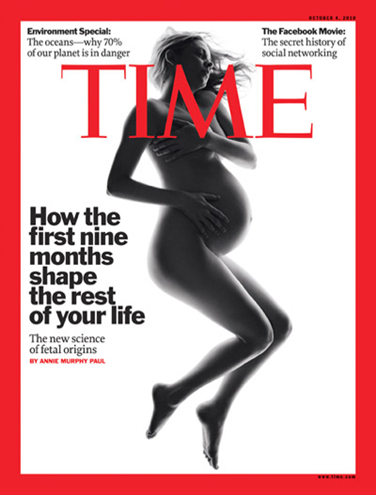 OCTOBER 4, 2010
Environment Special:
The oceans—why 70%
of our planet is in danger
The Facebook Movie:
The secret history of
social networking
TIME
How the
first nine
months
shape
the rest
of your life
The new science
of fetal origins
BY ANNIE MURPHY PAUL
www.time.com